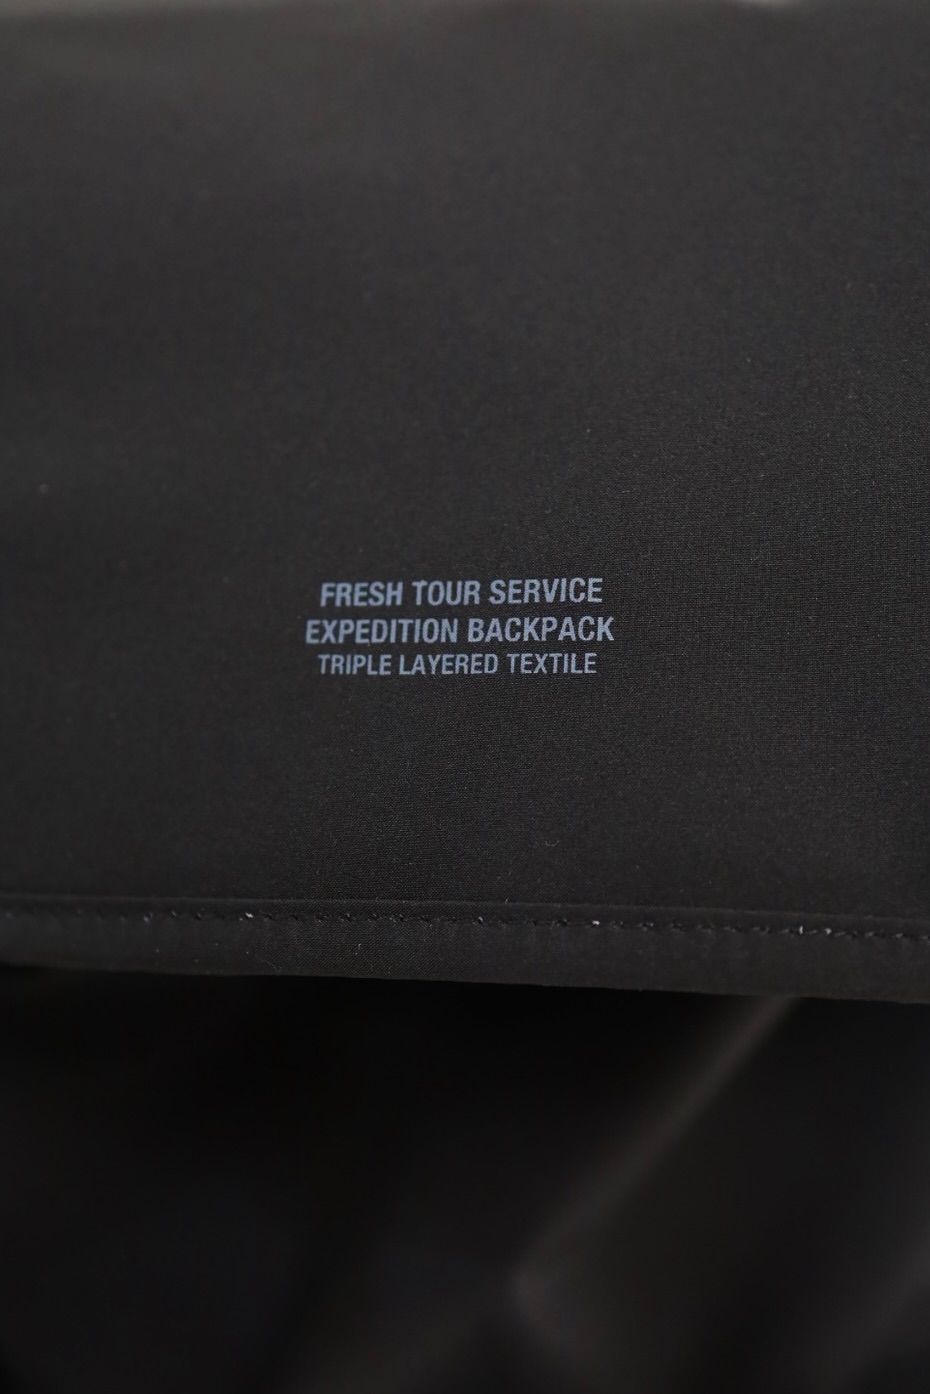 FRESH TOUR SERVICE
EXPEDITION BACKPACK
TRIPLE LAYERED TEXTILE